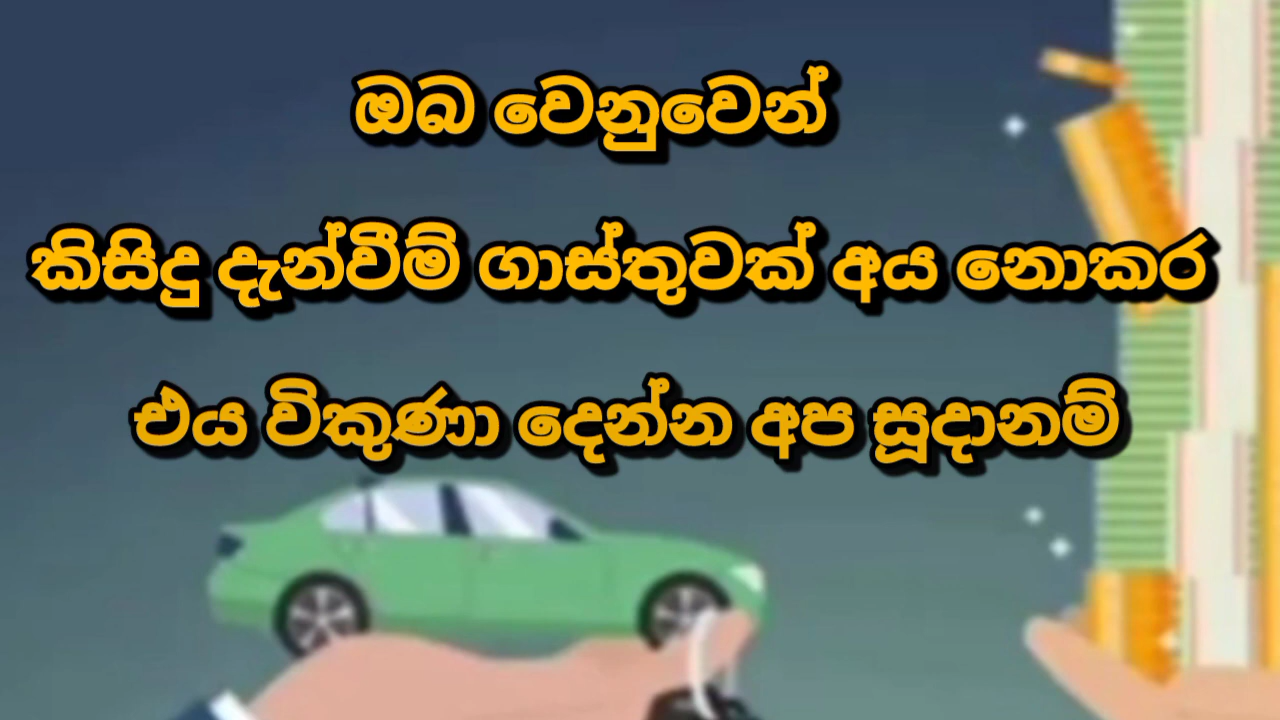 ඔබ වෙනුවෙන්
කිසිදු දැන්වීම් ගාස්තුවක් අය නොකර
එය විකුණා දෙන්න අප සූදානම්